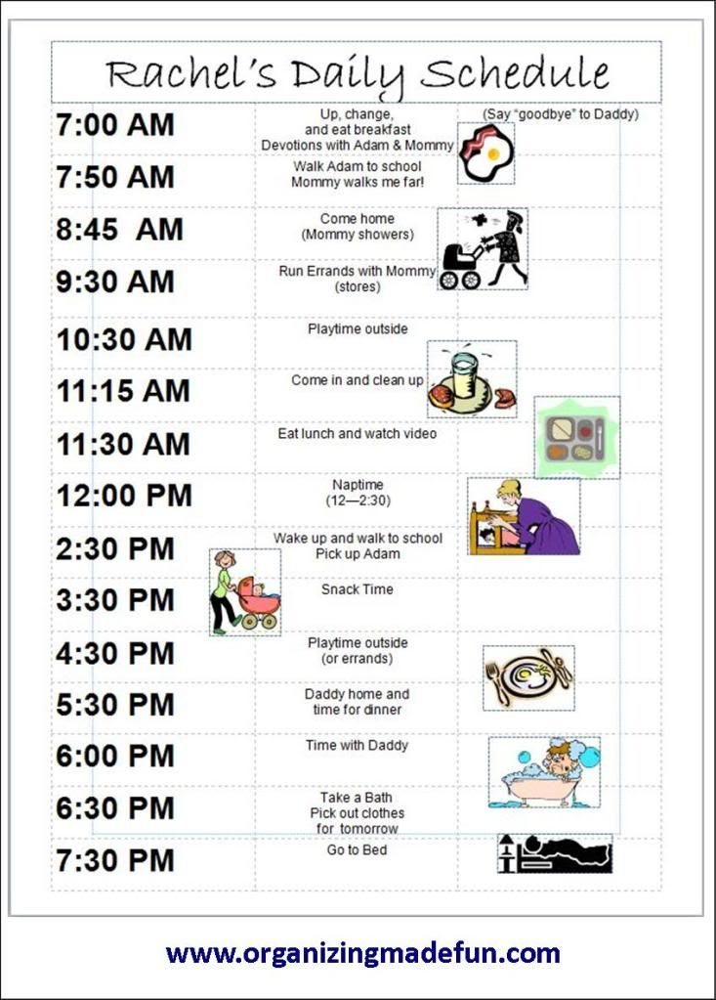 Rachel's Daily Schedule
7:00 AM
Up, change,
and eat breakfast
Devotions with Adam & Mommy
(Say "goodbye" to Daddy)
7:50 AM
Walk Adam to school
Mommy walks me far!
8:45 AM
Come home
(Mommy showers)
9:30 AM
Run Errands with Mommy
(stores)
10:30 AM
Playtime outside
11:15 AM
Come in and clean up
11:30 AM
Eat lunch and watch video
12:00 PM
Naptime
(12—2:30)
2:30 PM
Wake up and walk to school
Pick up Adam
3:30 PM
Snack Time
4:30 PM
Playtime outside
(or errands)
5:30 PM
Daddy home and
time for dinner
6:00 PM
Time with Daddy
6:30 PM
Take a Bath
Pick out clothes
for tomorrow
7:30 PM
Go to Bed
www.organizingmadefun.com